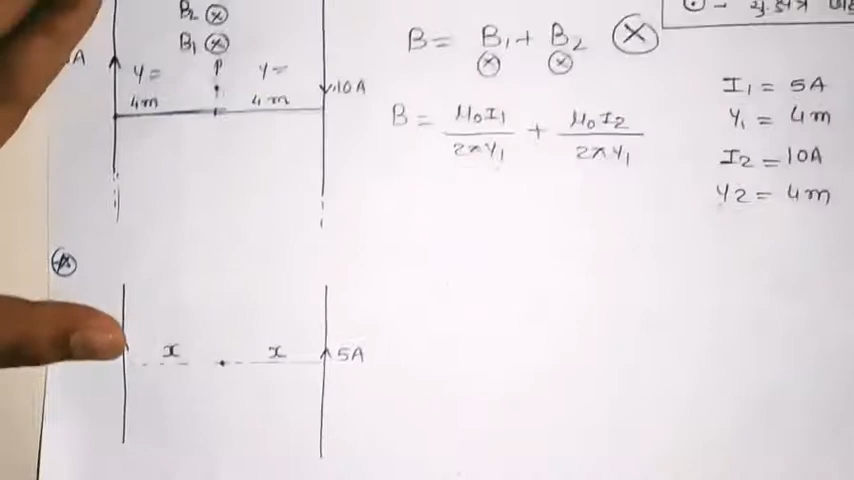 B₂ ⊗
B₁ ⊗
A
P
y =
4m
y =
4m
10A
B = B₁ + B₂ ⊗
⊗ ⊗
B = μ₀I₁ / 2πy₁ + μ₀I₂ / 2πy₁
⊙ →
I₁ = 5A
y₁ = 4m
I₂ = 10A
y₂ = 4m
x
x
5A